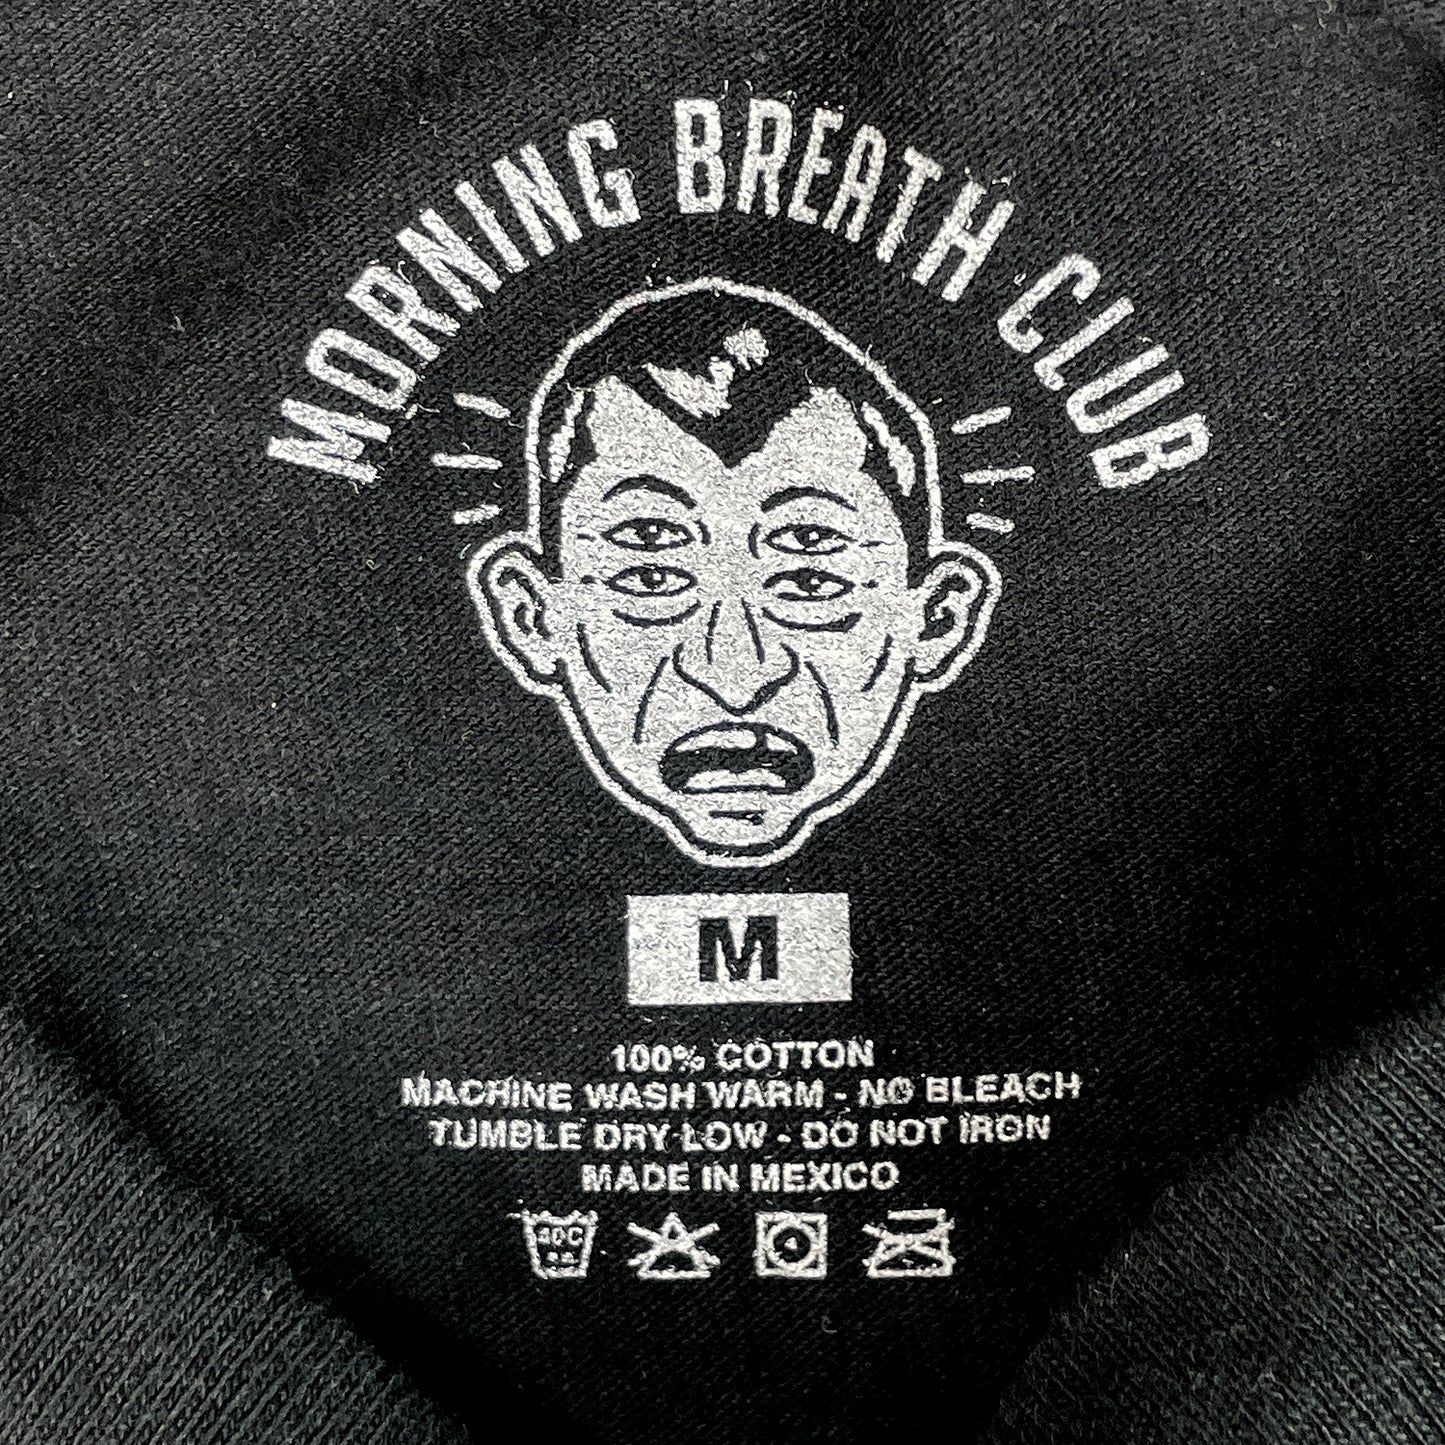 MORNING BREATH CLUB
M
100% COTTON
MACHINE WASH WARM - NO BLEACH
TUMBLE DRY LOW - DO NOT IRON
MADE IN MEXICO
40C